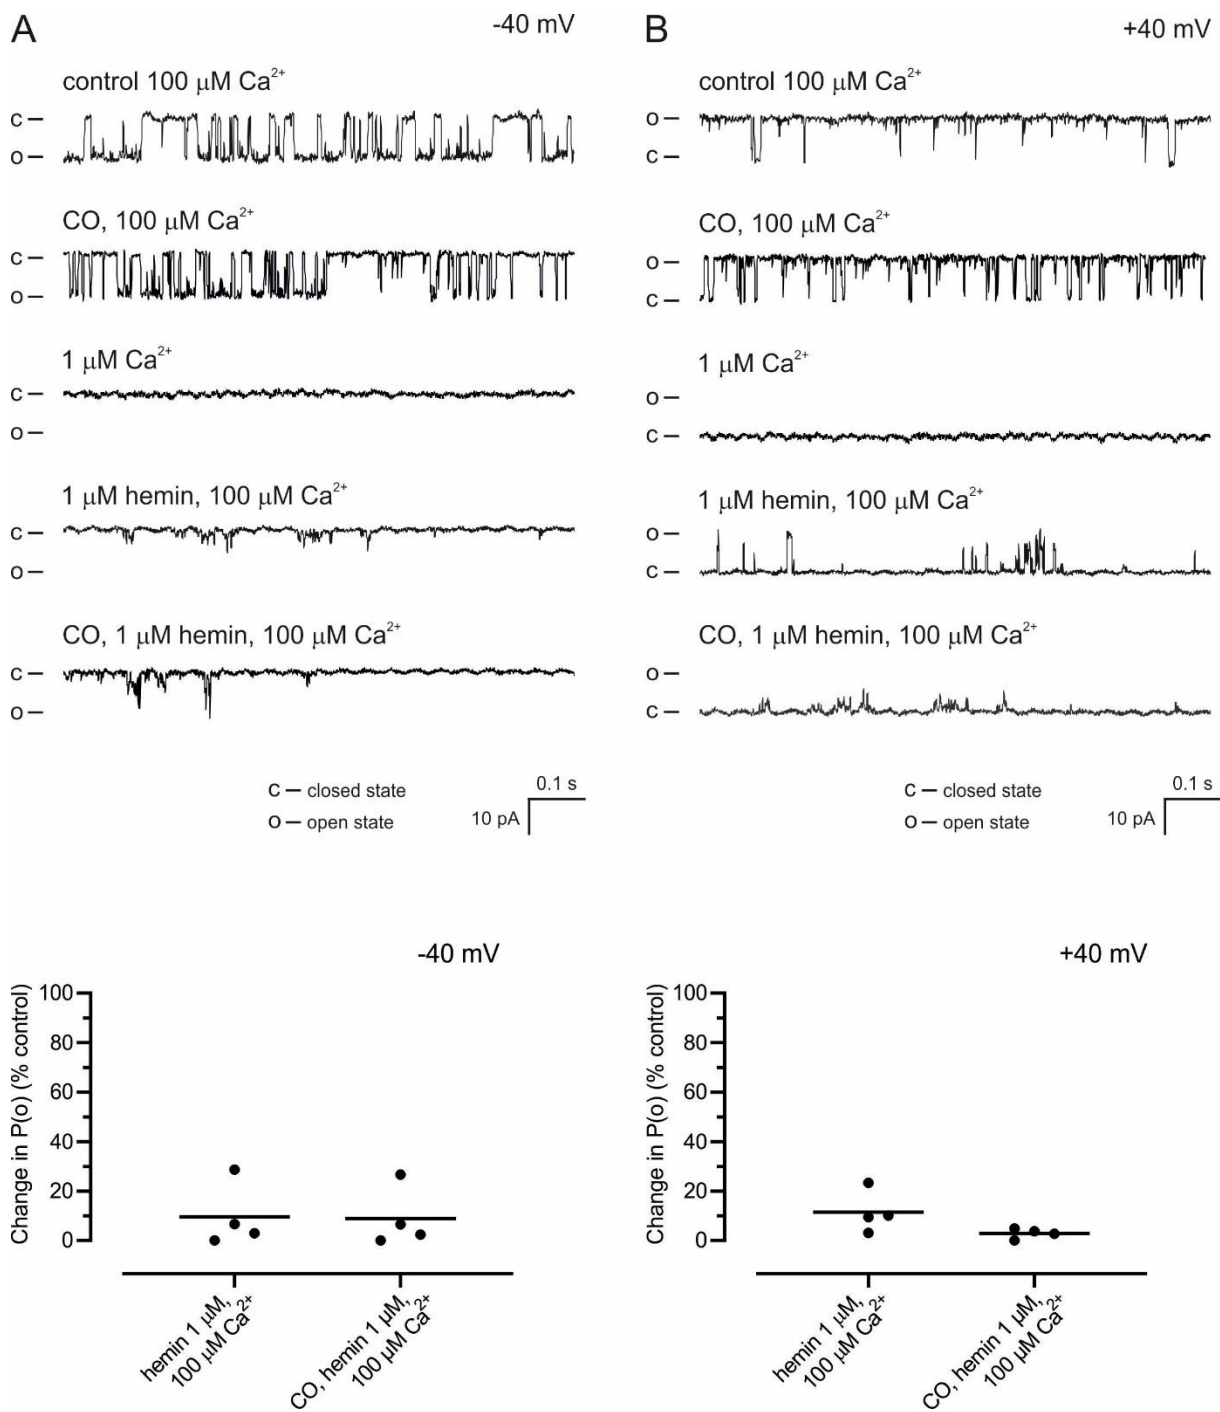 A
-40 mV
control 100 μM Ca²⁺
c
o
CO, 100 μM Ca²⁺
c
o
1 μM Ca²⁺
c
o
1 μM hemin, 100 μM Ca²⁺
c
o
CO, 1 μM hemin, 100 μM Ca²⁺
c
o
c – closed state
o – open state
0.1 s
10 pA
B
+40 mV
control 100 μM Ca²⁺
o
c
CO, 100 μM Ca²⁺
o
c
1 μM Ca²⁺
o
c
1 μM hemin, 100 μM Ca²⁺
o
c
CO, 1 μM hemin, 100 μM Ca²⁺
o
c
c – closed state
o – open state
0.1 s
10 pA
-40 mV
Change in P(o) (% control)
100
80
60
40
20
0
hemin 1 μM,
100 μM Ca²⁺
CO, hemin 1 μM,
100 μM Ca²⁺
+40 mV
Change in P(o) (% control)
100
80
60
40
20
0
hemin 1 μM,
100 μM Ca²⁺
CO, hemin 1 μM,
100 μM Ca²⁺